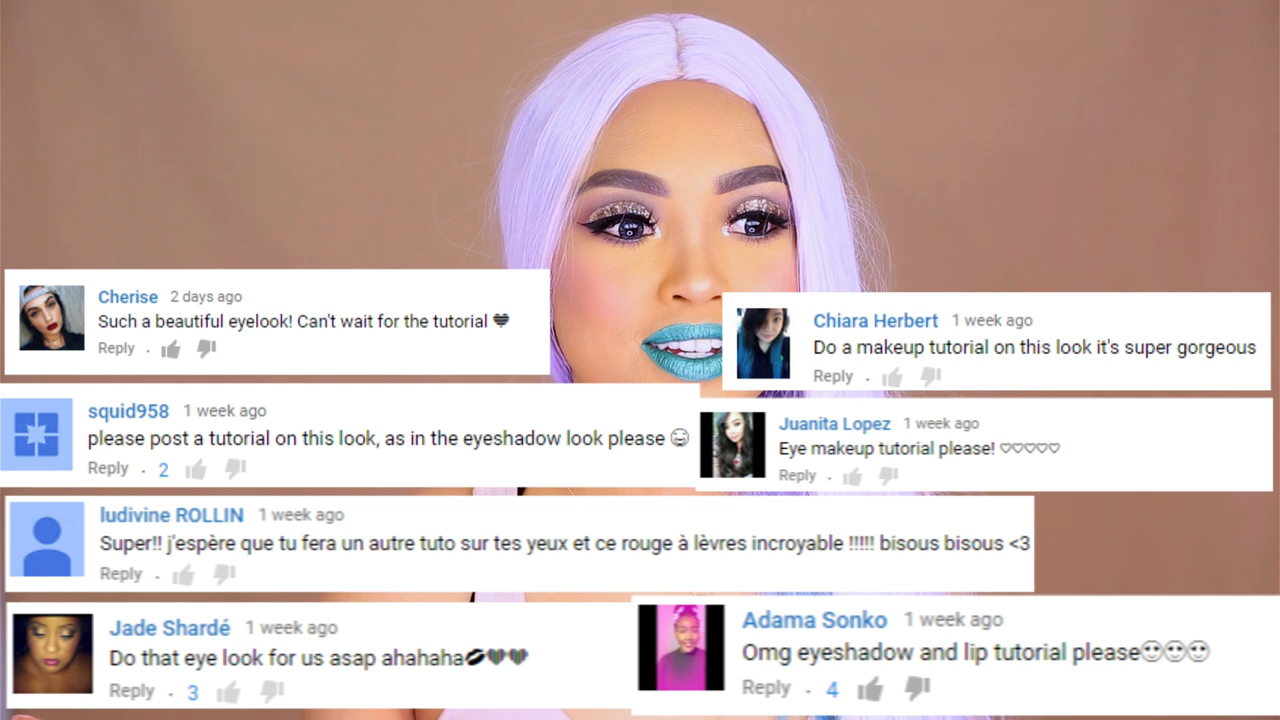 Cherise 2 days ago
Such a beautiful eyelook! Can't wait for the tutorial 🖤
Reply .
Chiara Herbert 1 week ago
Do a makeup tutorial on this look it's super gorgeous
Reply .
squid958 1 week ago
please post a tutorial on this look, as in the eyeshadow look please 😂
Reply . 2
Juanita Lopez 1 week ago
Eye makeup tutorial please! ♡♡♡♡♡
Reply .
ludivine ROLLIN 1 week ago
Super!! j'espère que tu fera un autre tuto sur tes yeux et ce rouge à lèvres incroyable !!!!! bisous bisous <3
Reply .
Jade Shardé 1 week ago
Do that eye look for us asap ahahaha💋🖤🖤
Reply . 3
Adama Sonko 1 week ago
Omg eyeshadow and lip tutorial please😍😍😍
Reply . 4